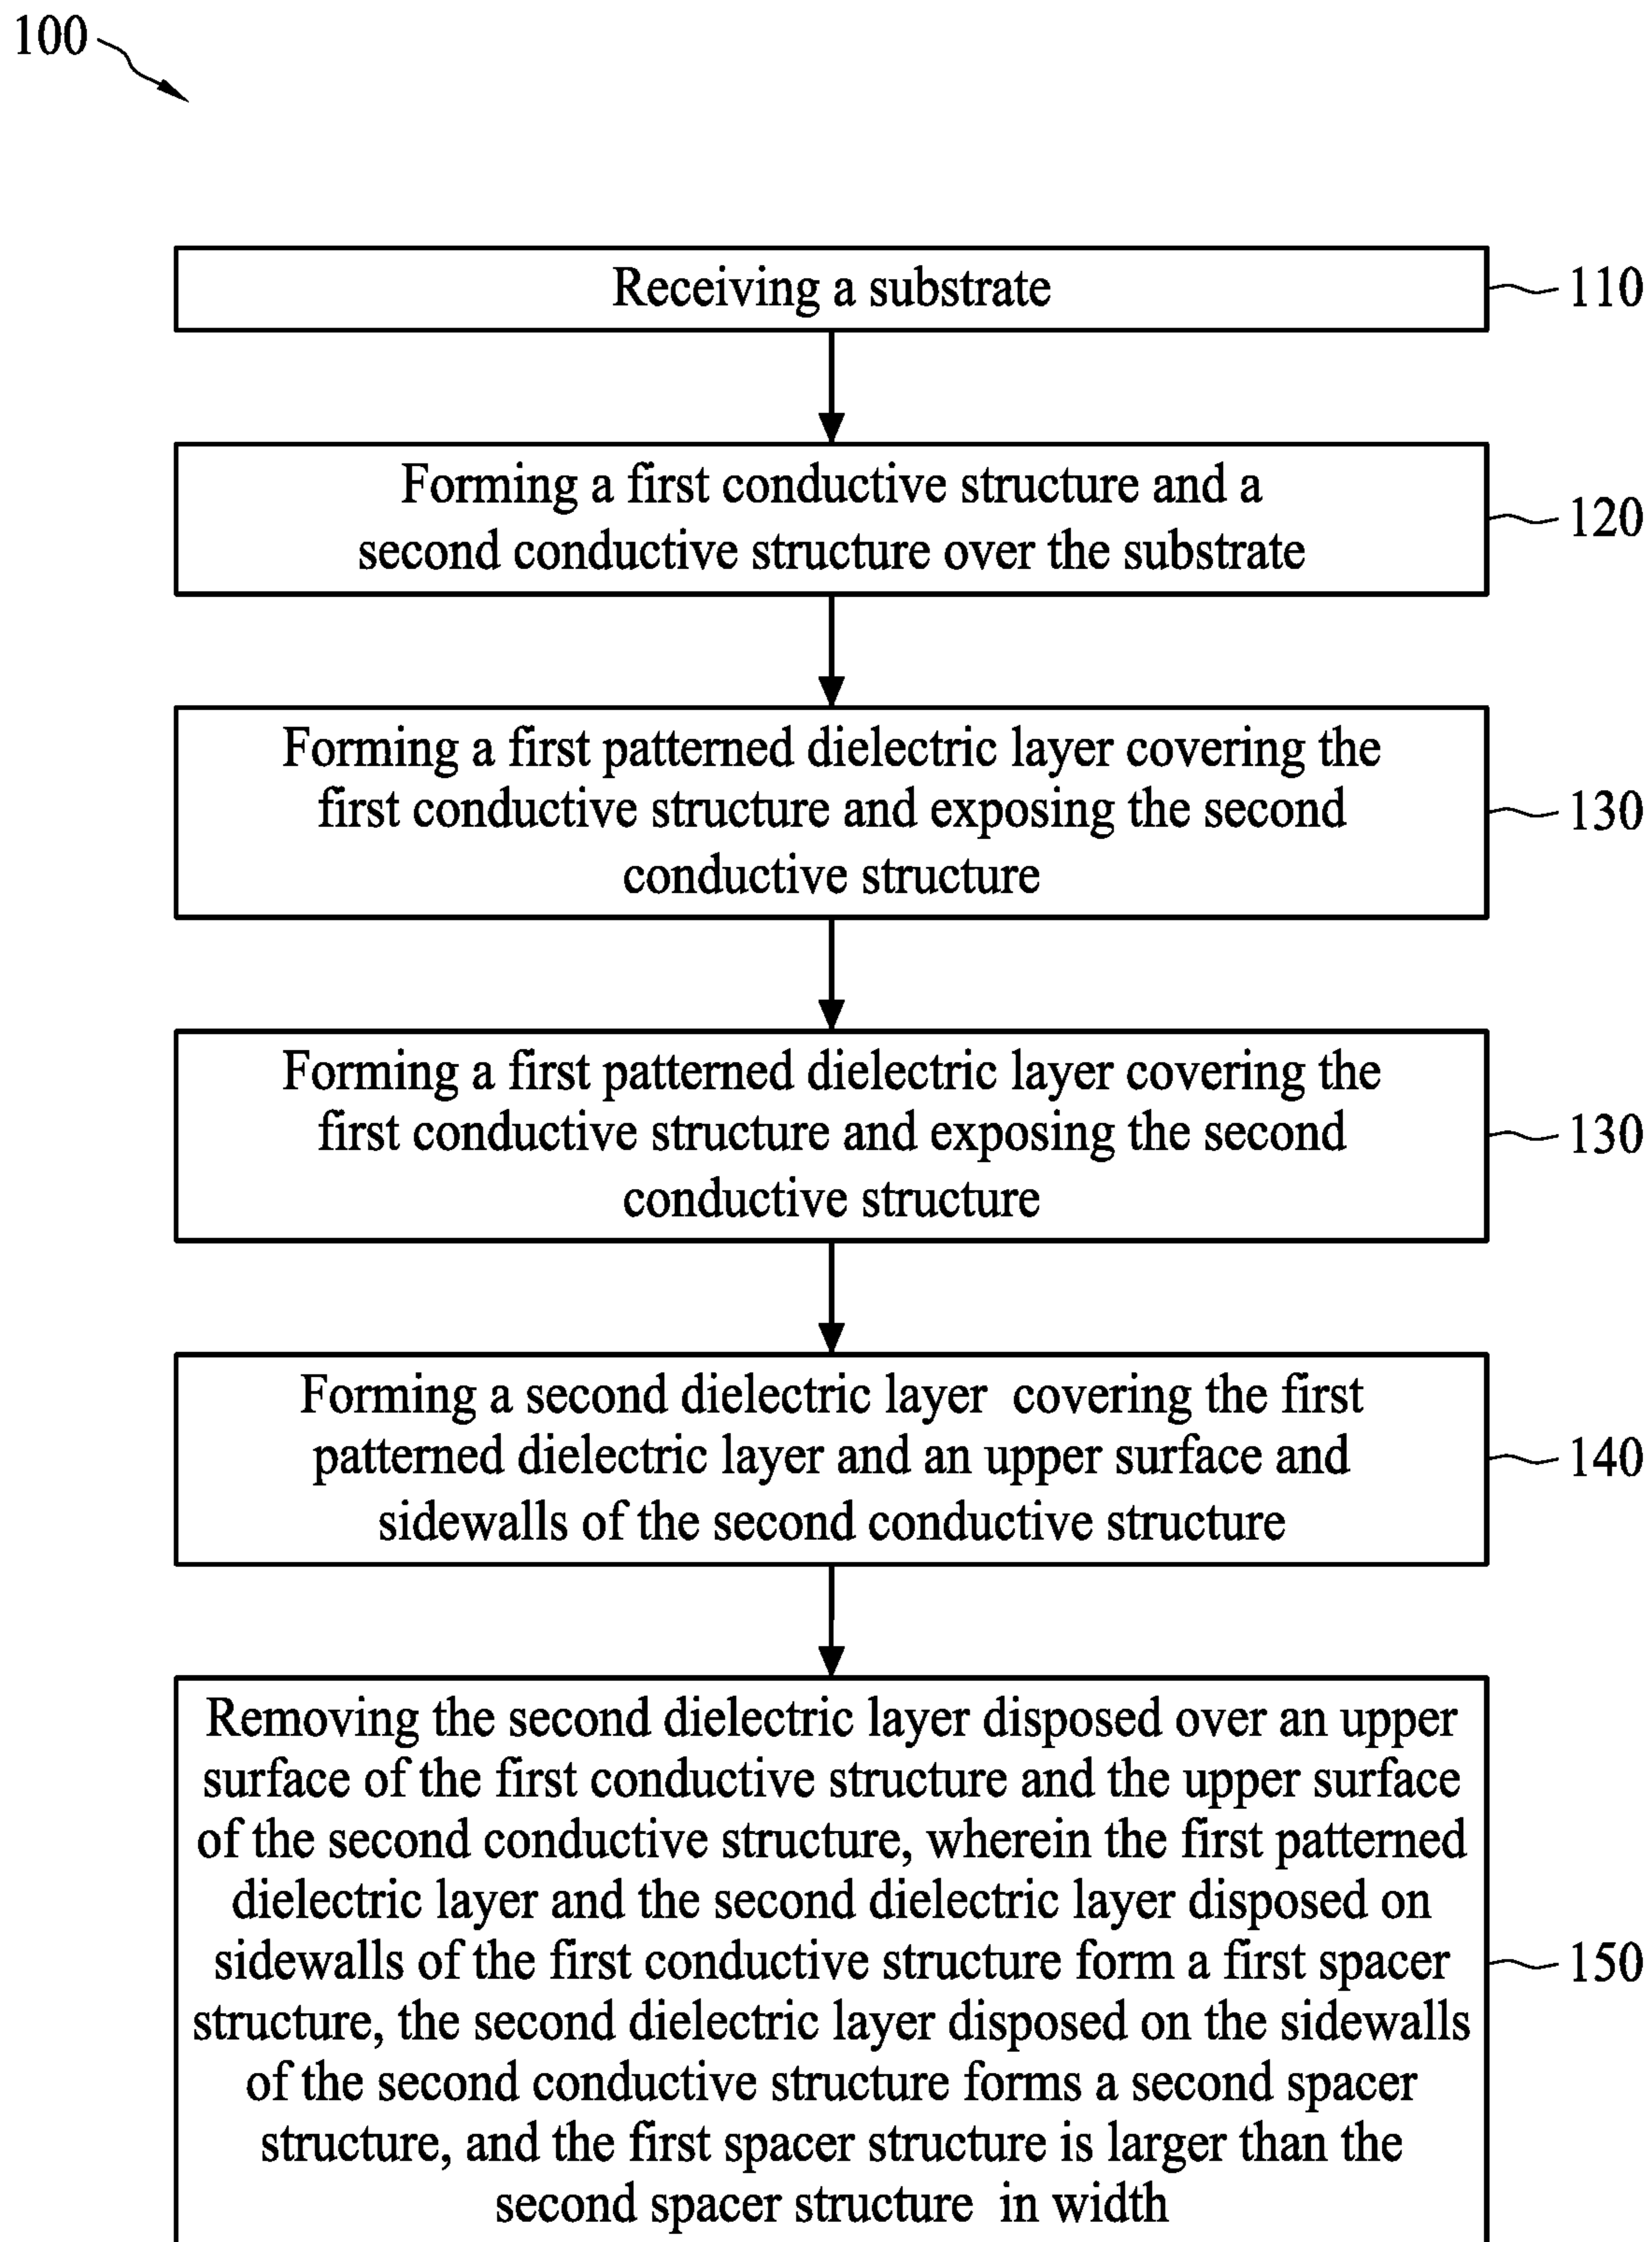 100
Receiving a substrate
110
Forming a first conductive structure and a
second conductive structure over the substrate
120
Forming a first patterned dielectric layer covering the
first conductive structure and exposing the second
conductive structure
130
Forming a first patterned dielectric layer covering the
first conductive structure and exposing the second
conductive structure
130
Forming a second dielectric layer covering the first
patterned dielectric layer and an upper surface and
sidewalls of the second conductive structure
140
Removing the second dielectric layer disposed over an upper
surface of the first conductive structure and the upper surface
of the second conductive structure, wherein the first patterned
dielectric layer and the second dielectric layer disposed on
sidewalls of the first conductive structure form a first spacer
structure, the second dielectric layer disposed on the sidewalls
of the second conductive structure forms a second spacer
structure, and the first spacer structure is larger than the
second spacer structure in width
150